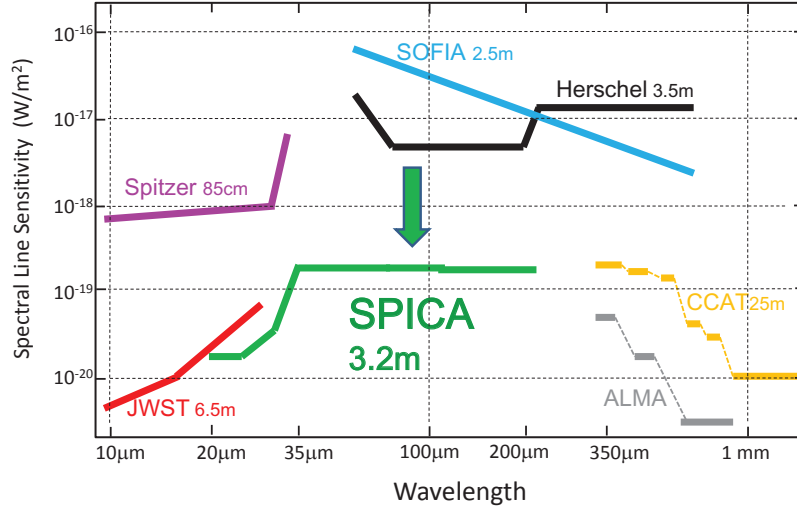 10⁻¹⁶
10⁻¹⁷
10⁻¹⁸
10⁻¹⁹
10⁻²⁰
Spectral Line Sensitivity (W/m²)
SOFIA 2.5m
Herschel 3.5m
Spitzer 85cm
SPICA
3.2m
CCAT25m
JWST 6.5m
ALMA
10μm
20μm
35μm
100μm
200μm
350μm
1 mm
Wavelength